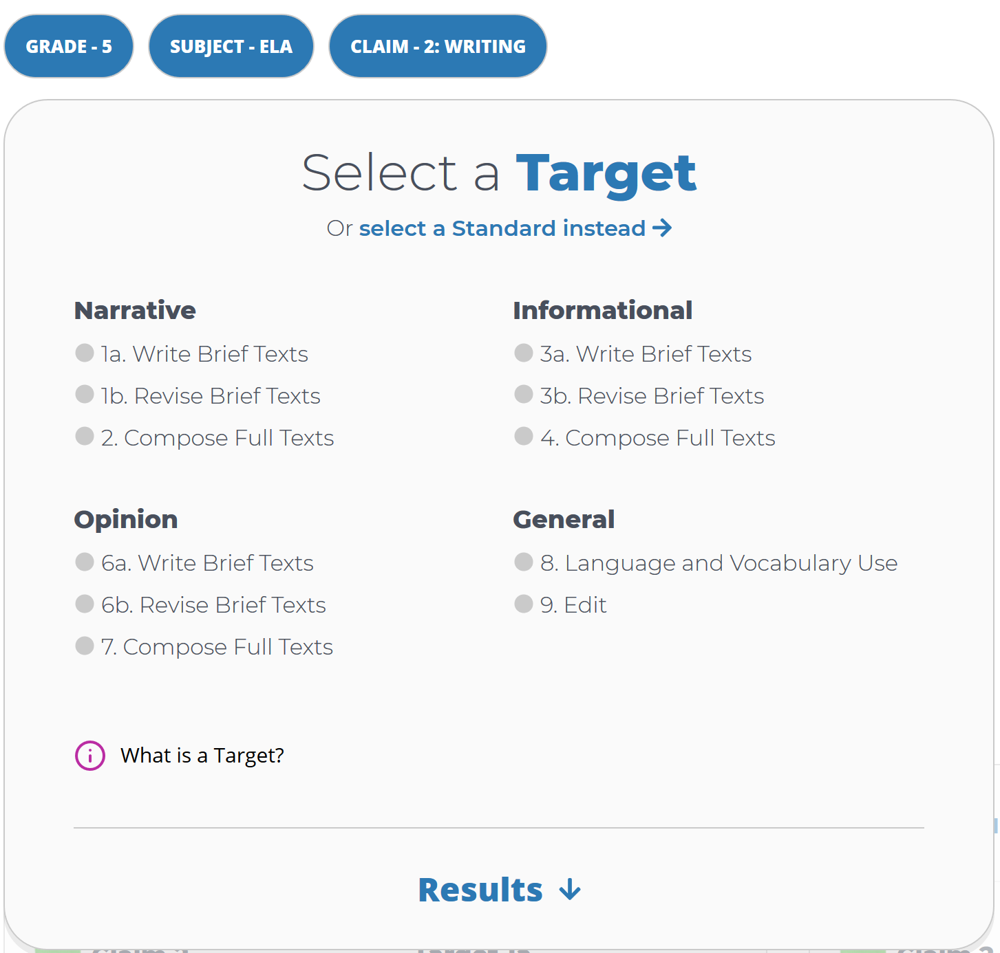 GRADE - 5
SUBJECT - ELA
CLAIM - 2: WRITING
Select a Target
Or select a Standard instead →
Narrative
1a. Write Brief Texts
1b. Revise Brief Texts
2. Compose Full Texts
Informational
3a. Write Brief Texts
3b. Revise Brief Texts
4. Compose Full Texts
Opinion
6a. Write Brief Texts
6b. Revise Brief Texts
7. Compose Full Texts
General
8. Language and Vocabulary Use
9. Edit
What is a Target?
Results ↓